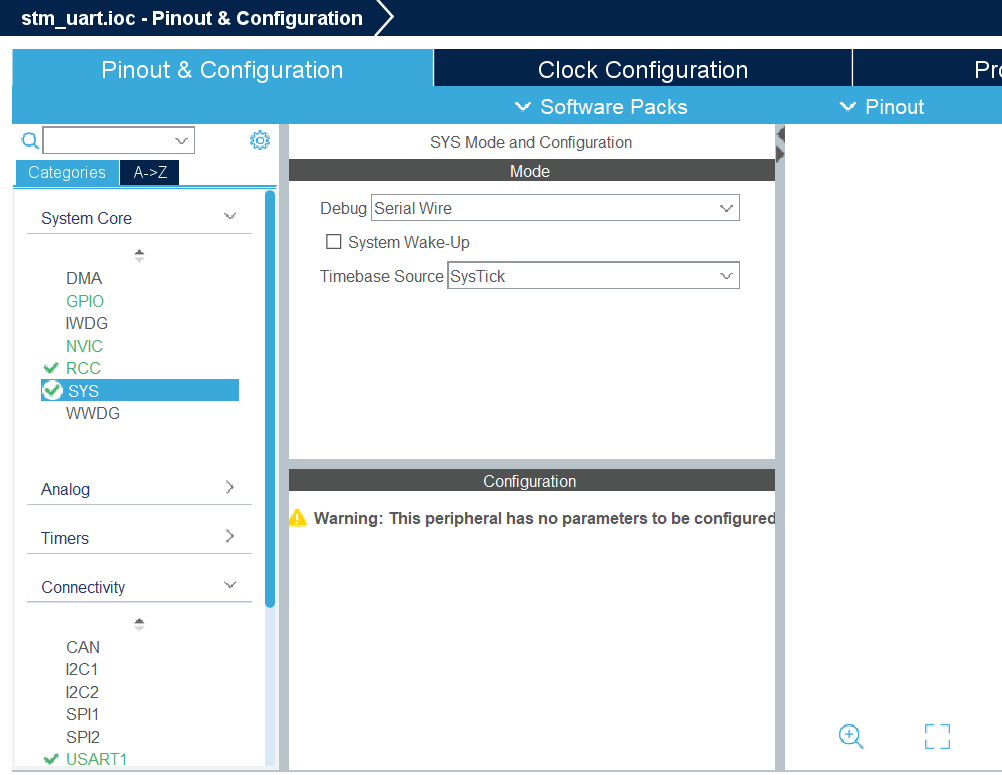 stm_uart.ioc - Pinout & Configuration
Pinout & Configuration
Clock Configuration
Software Packs
Pinout
Categories
A->Z
System Core
DMA
GPIO
IWDG
NVIC
RCC
SYS
WWDG
Analog
Timers
Connectivity
CAN
I2C1
I2C2
SPI1
SPI2
USART1
SYS Mode and Configuration
Mode
Debug Serial Wire
System Wake-Up
Timebase Source SysTick
Configuration
Warning: This peripheral has no parameters to be configured